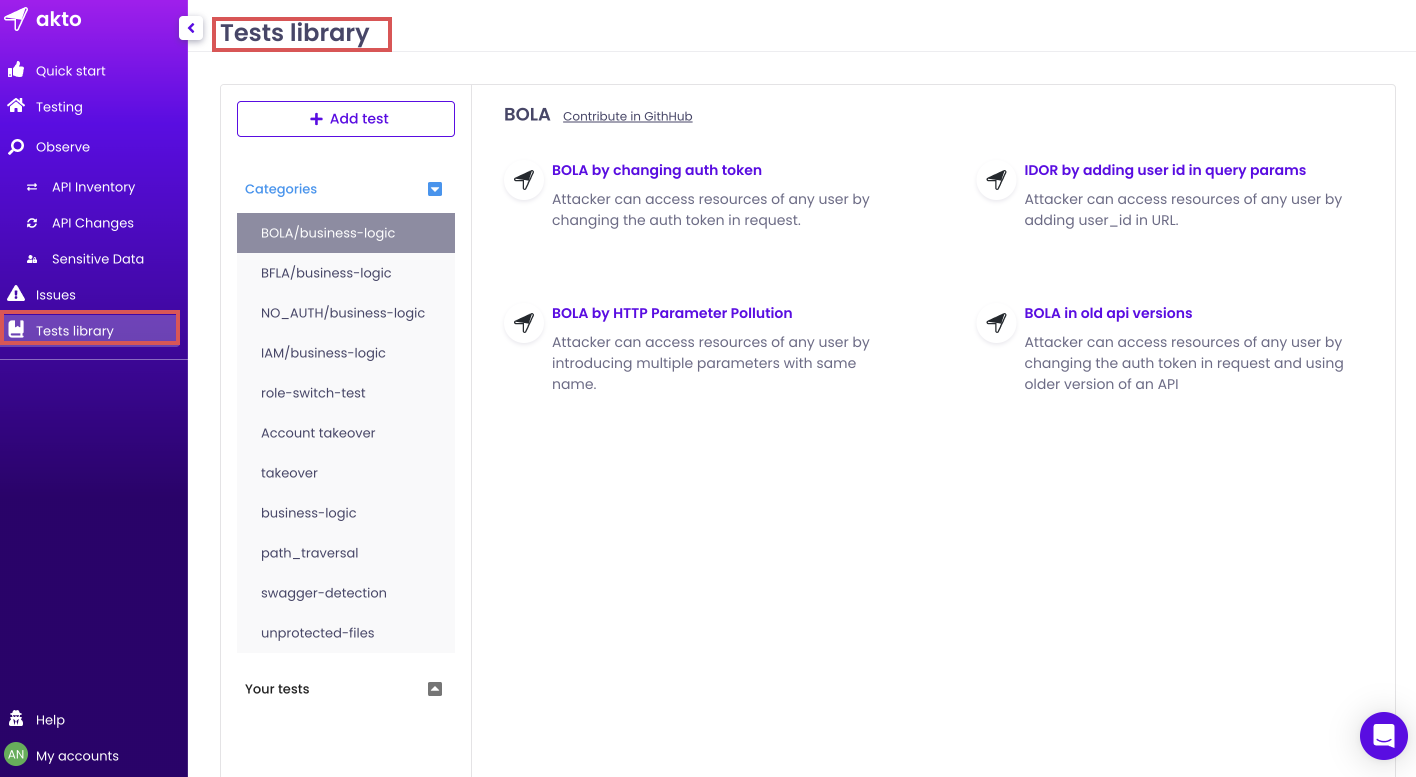 akto
Quick start
Testing
Observe
API Inventory
API Changes
Sensitive Data
Issues
Tests library
Help
AN
My accounts
Tests library
Add test
Categories
BOLA/business-logic
BFLA/business-logic
NO_AUTH/business-logic
IAM/business-logic
role-switch-test
Account takeover
takeover
business-logic
path_traversal
swagger-detection
unprotected-files
Your tests
BOLA Contribute in GithHub
BOLA by changing auth token
Attacker can access resources of any user by
changing the auth token in request.
IDOR by adding user id in query params
Attacker can access resources of any user by
adding user_id in URL.
BOLA by HTTP Parameter Pollution
Attacker can access resources of any user by
introducing multiple parameters with same
name.
BOLA in old api versions
Attacker can access resources of any user by
changing the auth token in request and using
older version of an API